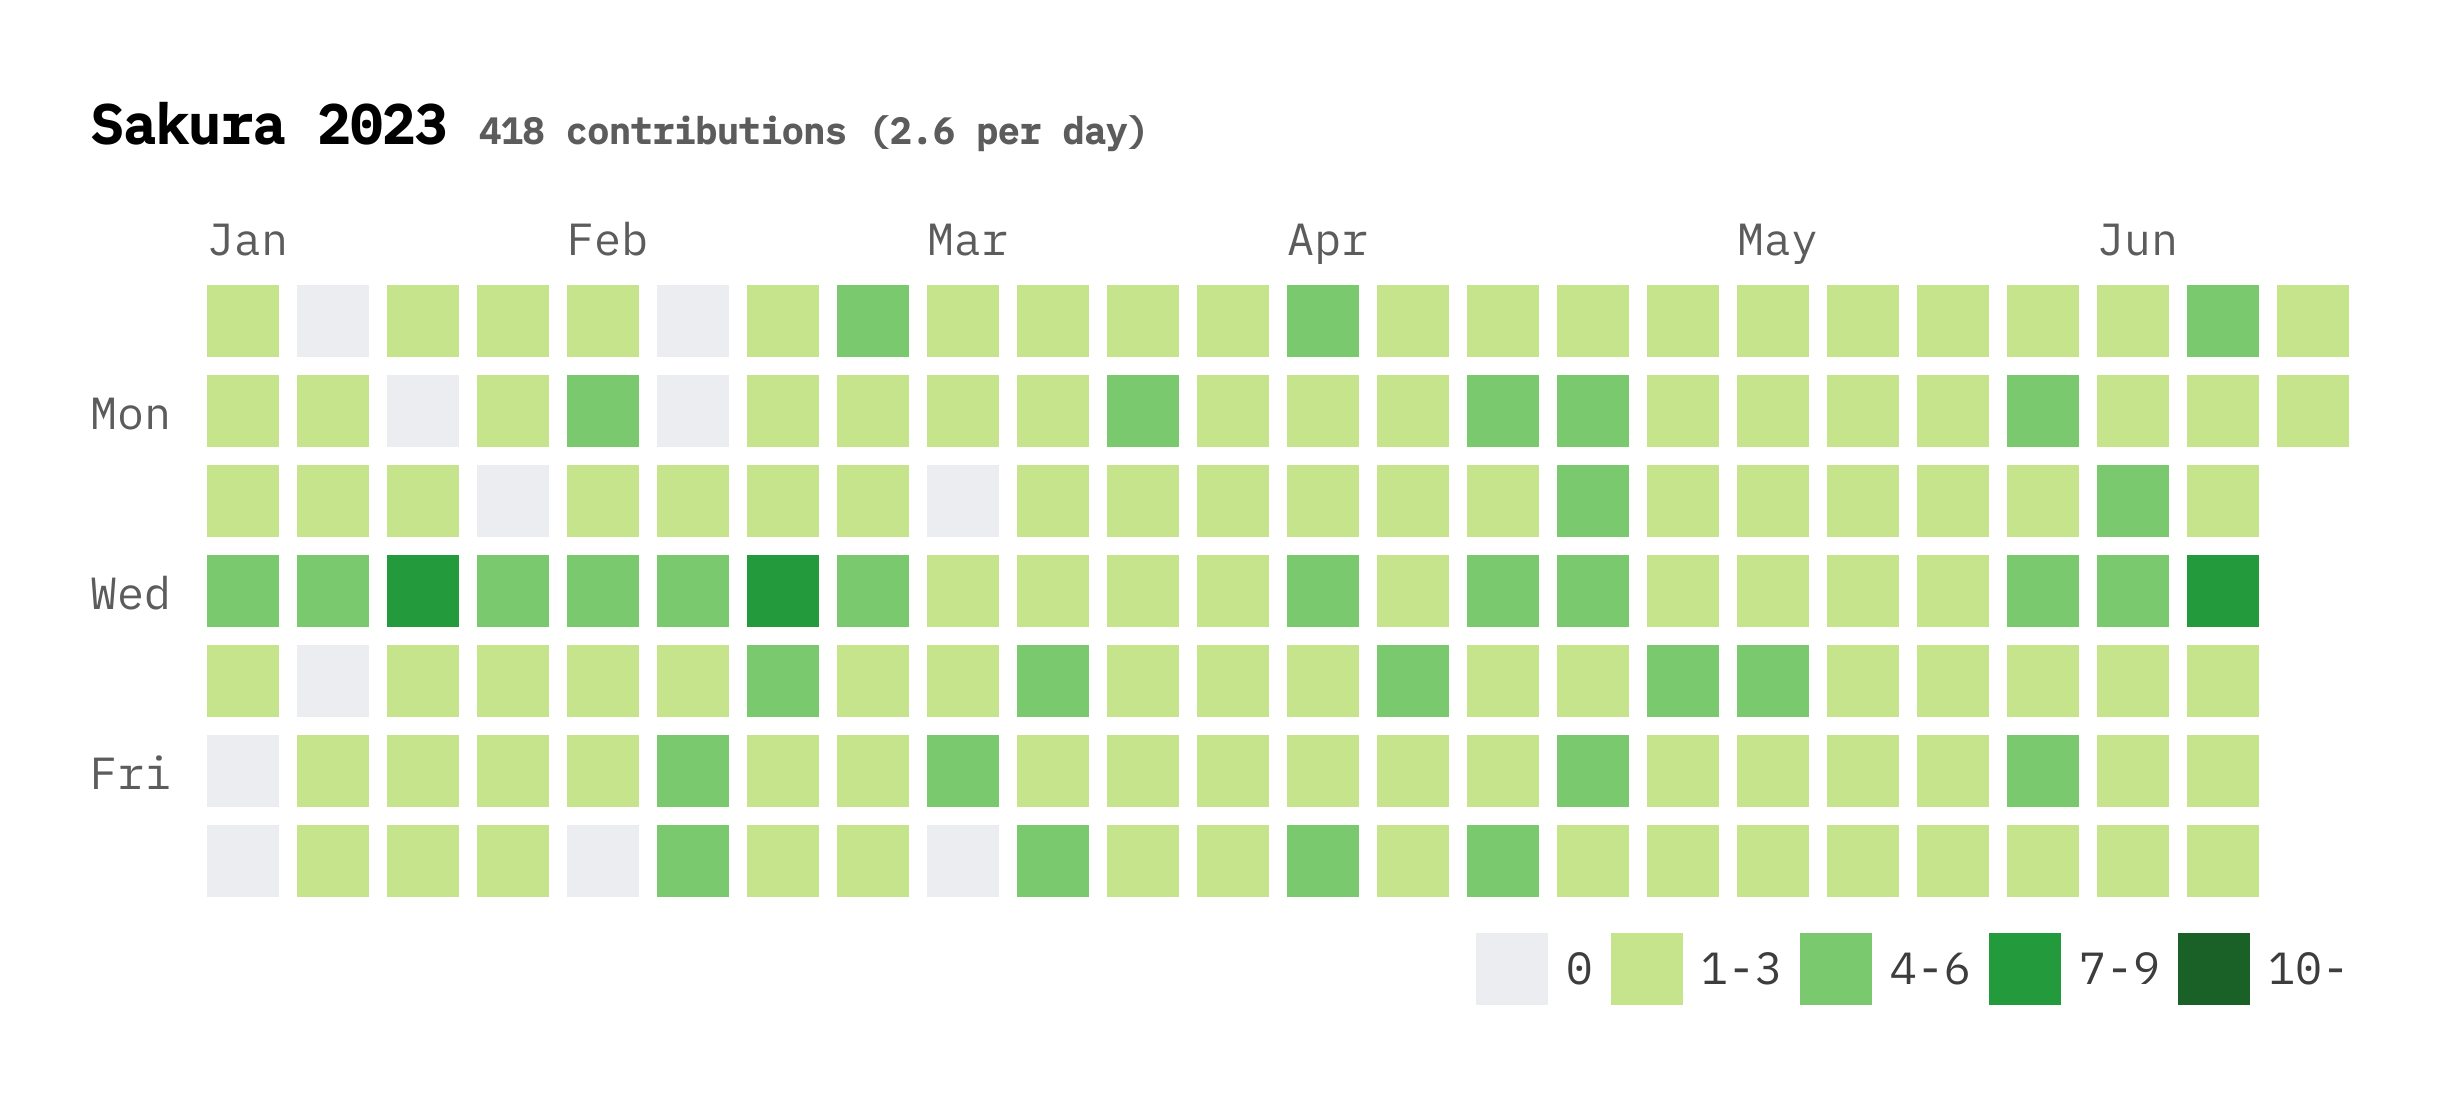 Sakura 2023 418 contributions (2.6 per day)
Jan Feb Mar Apr May Jun
Mon
Wed
Fri
0 1-3 4-6 7-9 10-